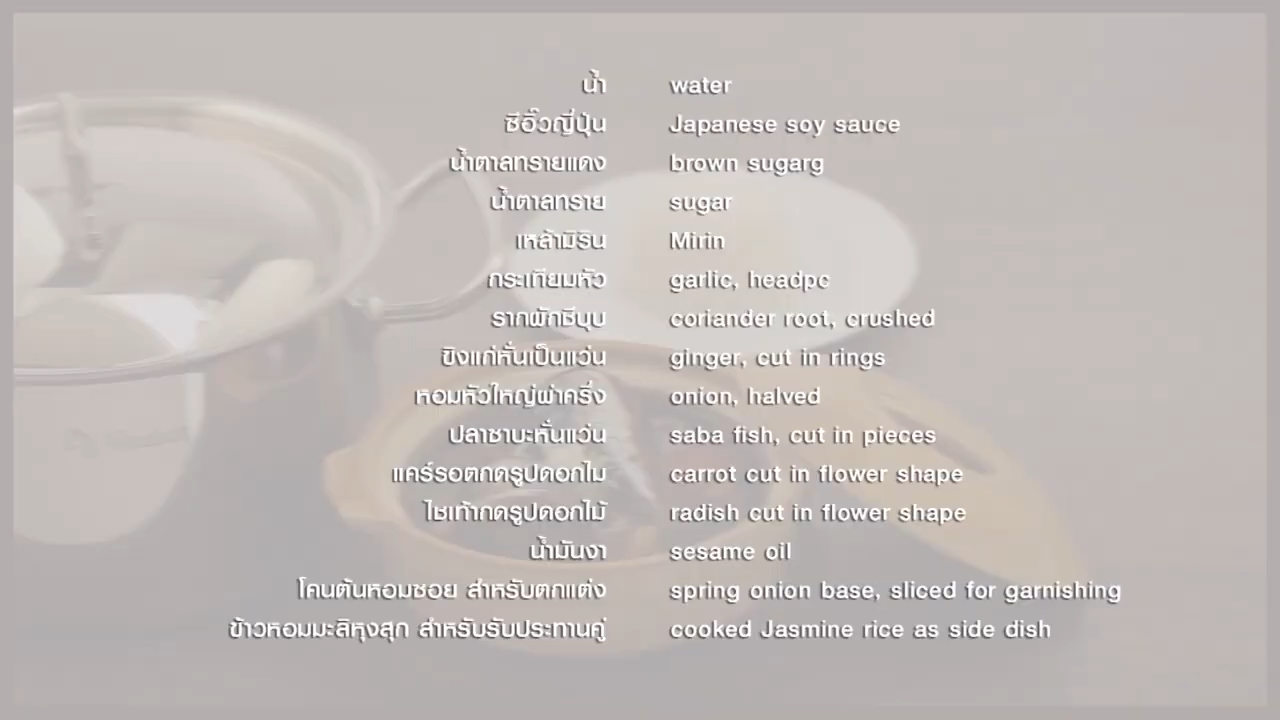 น้ำ water
ซีอิ๊วญี่ปุ่น Japanese soy sauce
น้ำตาลทรายแดง brown sugarg
น้ำตาลทราย sugar
เหล้ามิริน Mirin
กระเทียมหัว garlic, headpc
รากผักชีบุบ coriander root, crushed
ขิงแก่หั่นเป็นแว่น ginger, cut in rings
หอมหัวใหญ่ผ่าครึ่ง onion, halved
ปลาซาบะหั่นแว่น saba fish, cut in pieces
แคร์รอตกดรูปดอกไม carrot cut in flower shape
ไชเท้ากดรูปดอกไม้ radish cut in flower shape
น้ำมันงา sesame oil
โคนต้นหอมซอย สำหรับตกแต่ง spring onion base, sliced for garnishing
ข้าวหอมมะลิหุงสุก สำหรับรับประทานคู่ cooked Jasmine rice as side dish